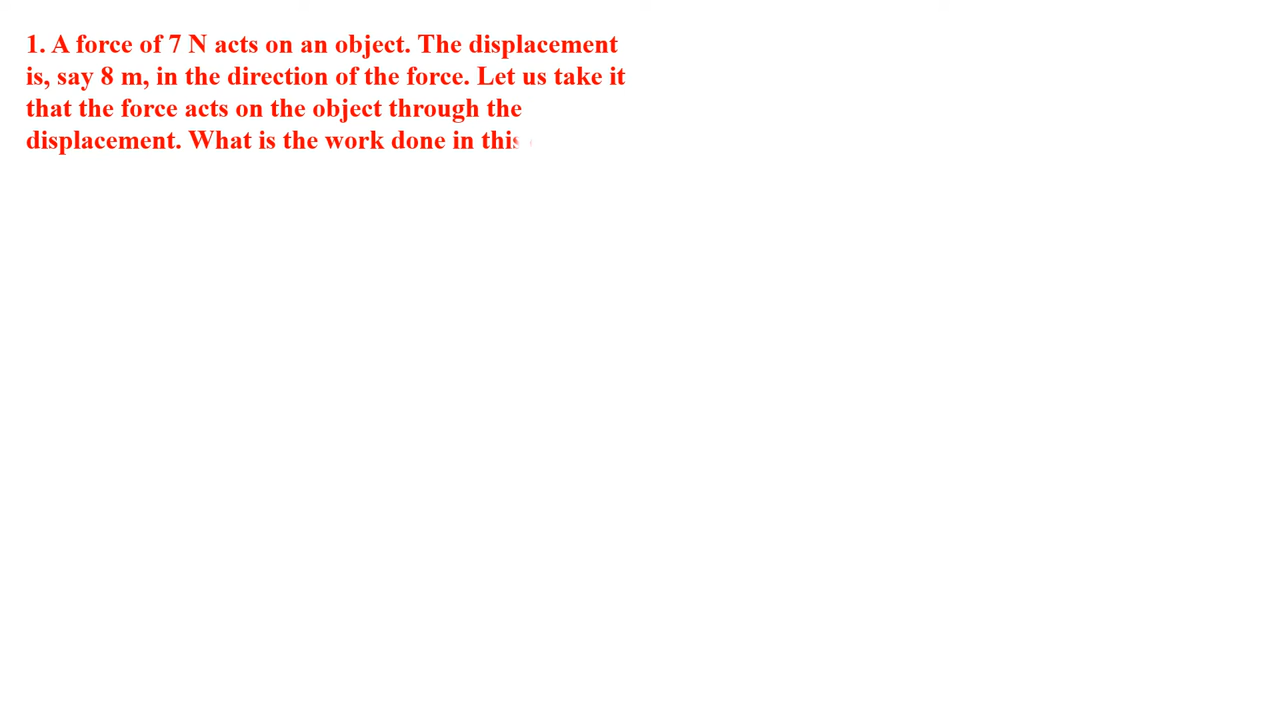 1. A force of 7 N acts on an object. The displacement
is, say 8 m, in the direction of the force. Let us take it
that the force acts on the object through the
displacement. What is the work done in this